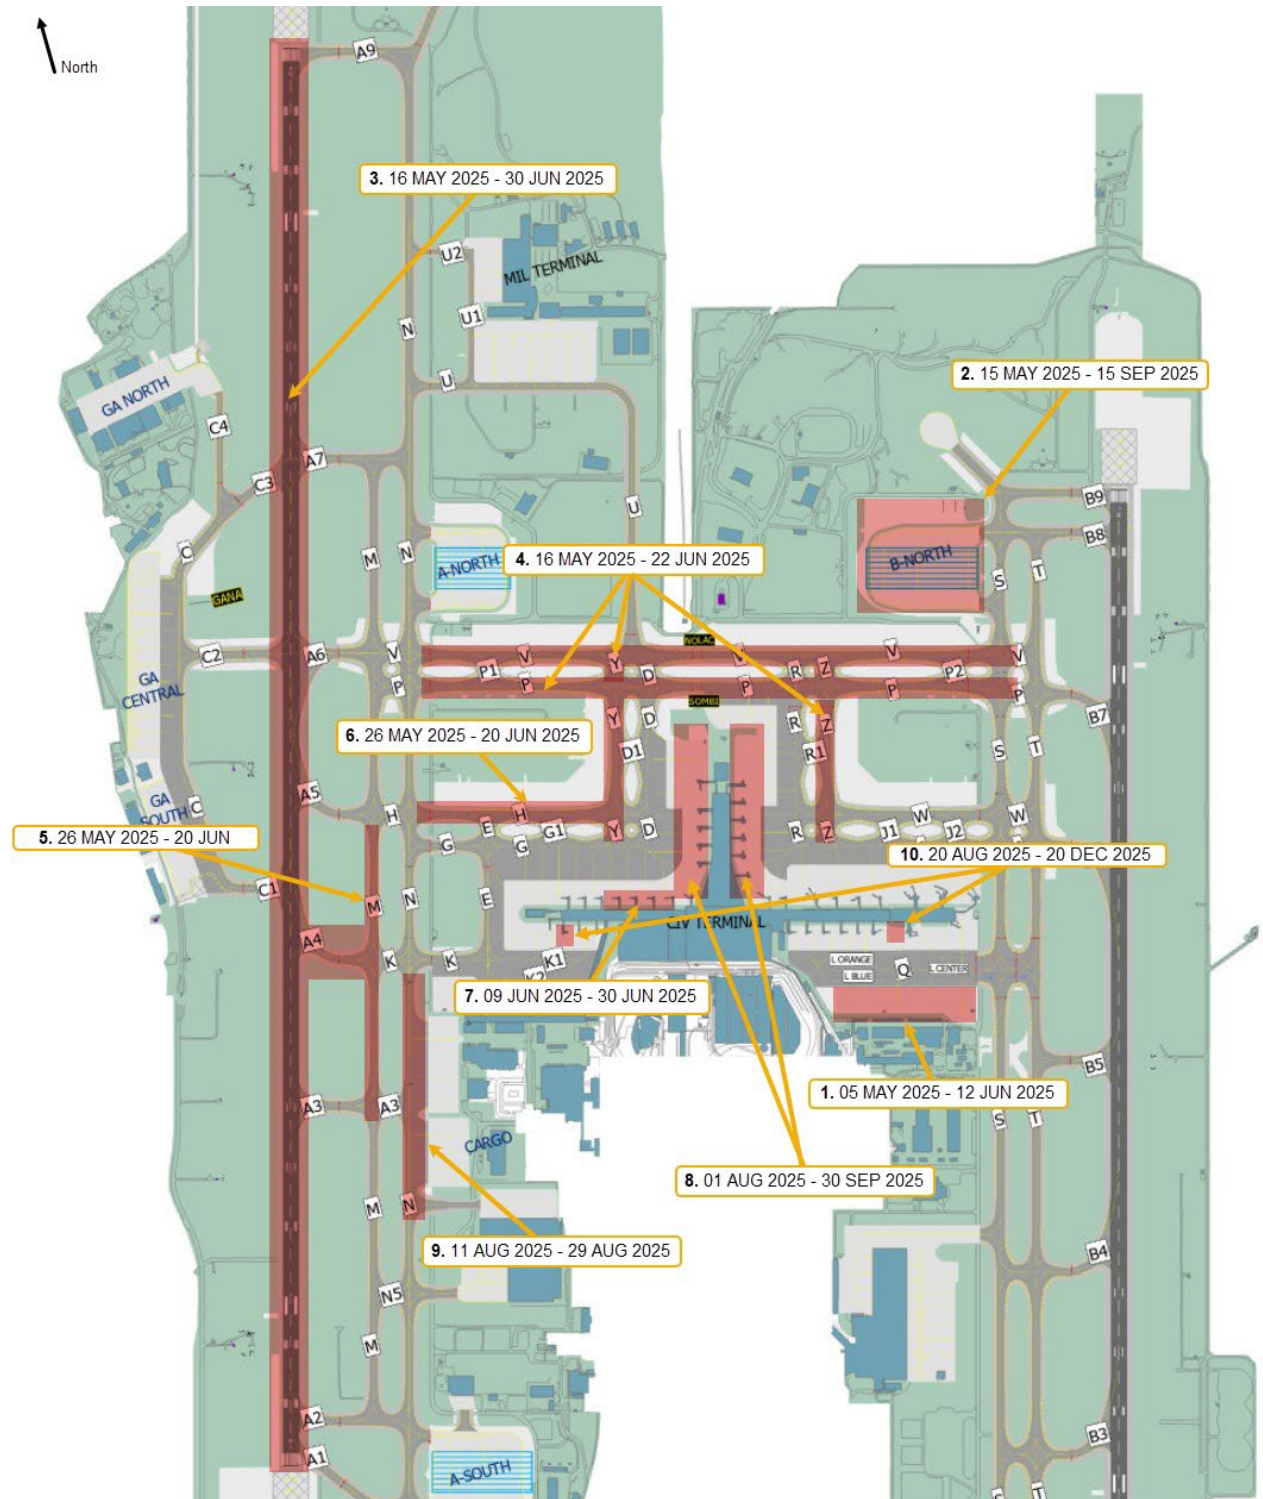 North
A9
3. 16 MAY 2025 - 30 JUN 2025
U2
MIL TERMINAL
U1
N
U
2. 15 MAY 2025 - 15 SEP 2025
GA NORTH
C4
A7
C3
B9
U
B8
C
M
N
A-NORTH
4. 16 MAY 2025 - 22 JUN 2025
B-NORTH
S
T
GANA
NOLAC
C2
A6
V
V
Y
V
V
V
P1
D
R
Z
P2
GA
CENTRAL
P
P
P
P
P
SOMBI
Y
D
R
Z
B7
6. 26 MAY 2025 - 20 JUN 2025
D1
R1
S
T
A5
C
GA
SOUTH
H
H
E
G1
Y
D
R
Z
J1
W
J2
W
G
G
5. 26 MAY 2025 - 20 JUN
10. 20 AUG 2025 - 20 DEC 2025
C1
M
N
E
CIV TERMINAL
A4
K
K
K1
K2
L ORANGE
L BLUE
Q
L CENTER
7. 09 JUN 2025 - 30 JUN 2025
B5
1. 05 MAY 2025 - 12 JUN 2025
A3
A3
S
T
CARGO
8. 01 AUG 2025 - 30 SEP 2025
M
N
9. 11 AUG 2025 - 29 AUG 2025
B4
N5
M
A2
B3
A1
A-SOUTH
S
T